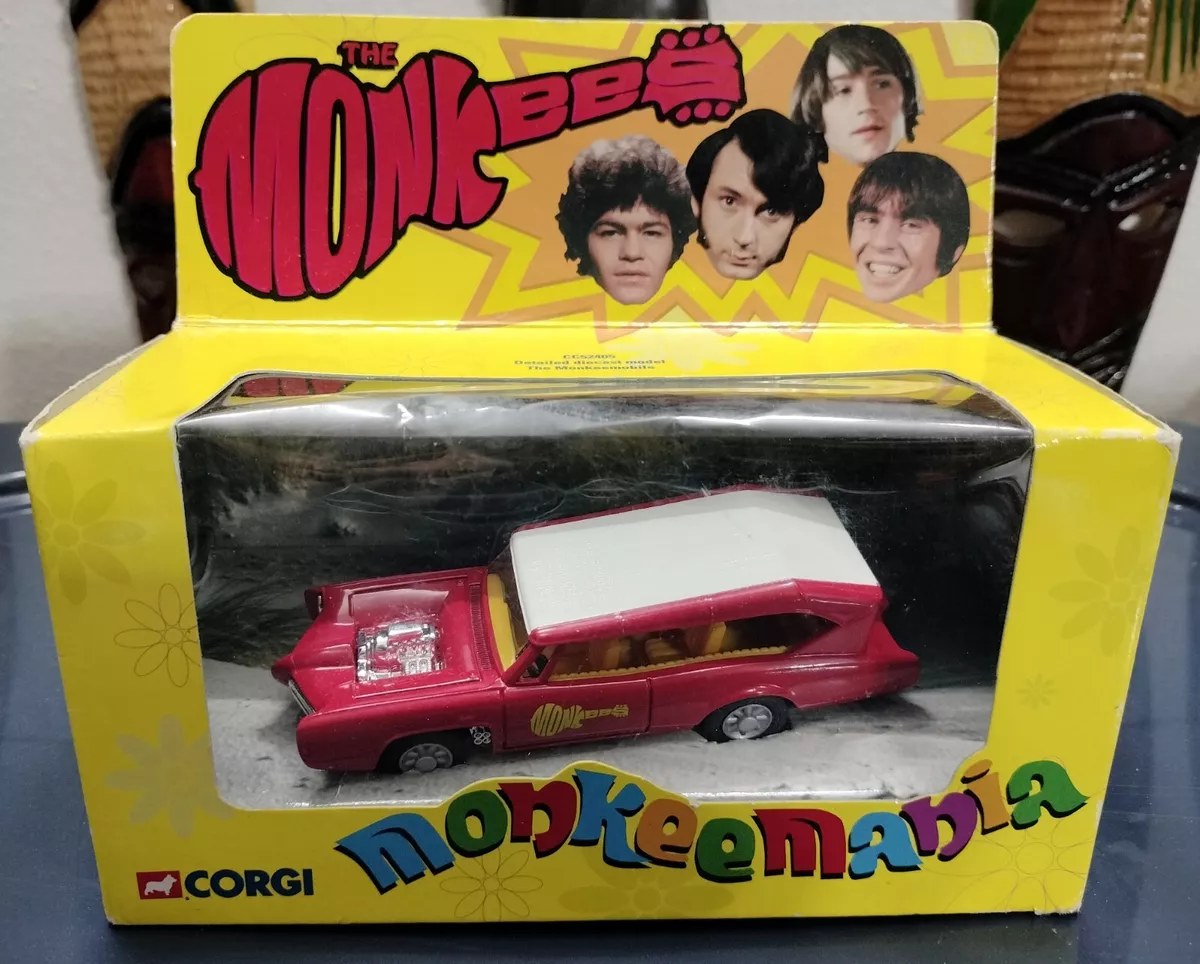 THE
MONKEES
CC52405
Detailed diecast model
The Monkeemobile
MONKEES
monkeemania
CORGI